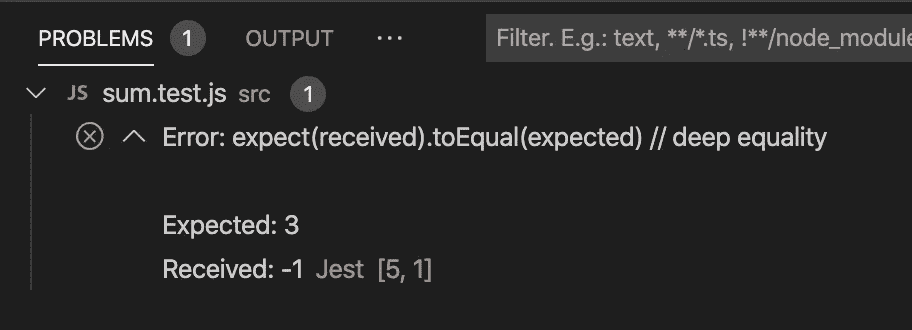 PROBLEMS 1 OUTPUT ··· Filter. E.g.: text, **/*.ts, !**/node_module
JS sum.test.js src 1
Error: expect(received).toEqual(expected) // deep equality
Expected: 3
Received: -1 Jest [5, 1]